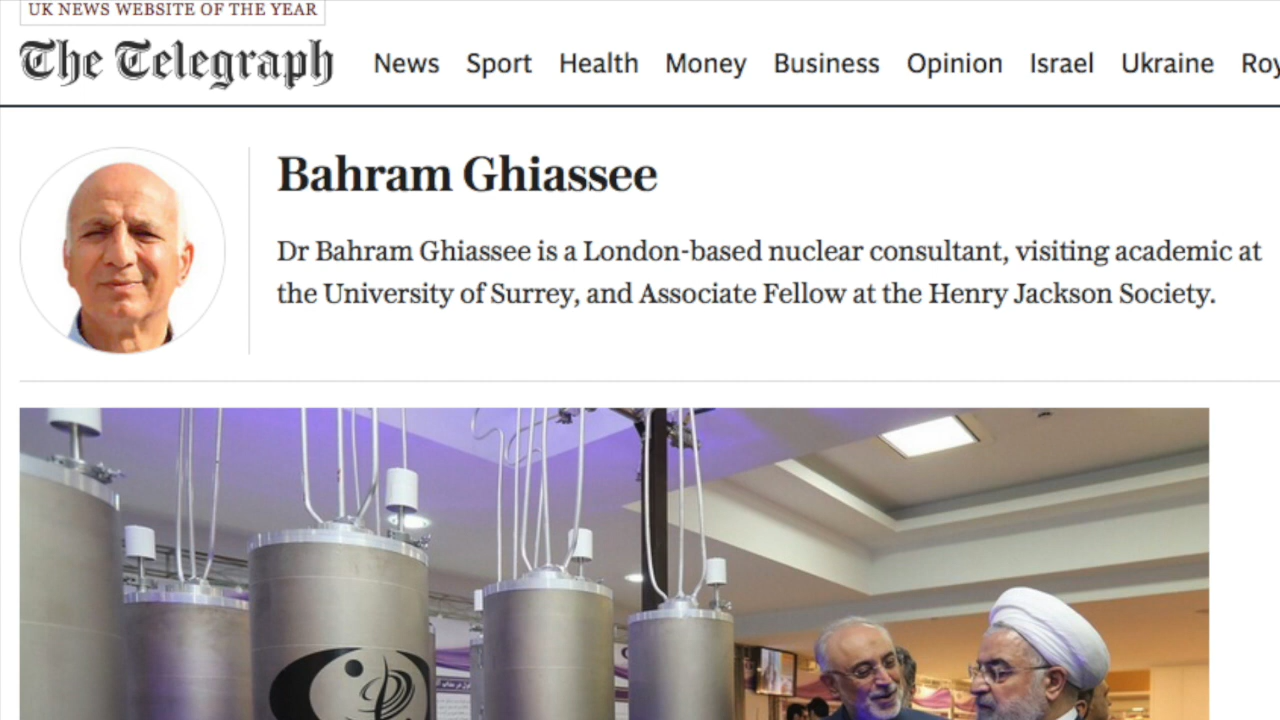 UK NEWS WEBSITE OF THE YEAR
The Telegraph
News Sport Health Money Business Opinion Israel Ukraine Roy
Bahram Ghiassee
Dr Bahram Ghiassee is a London-based nuclear consultant, visiting academic at
the University of Surrey, and Associate Fellow at the Henry Jackson Society.